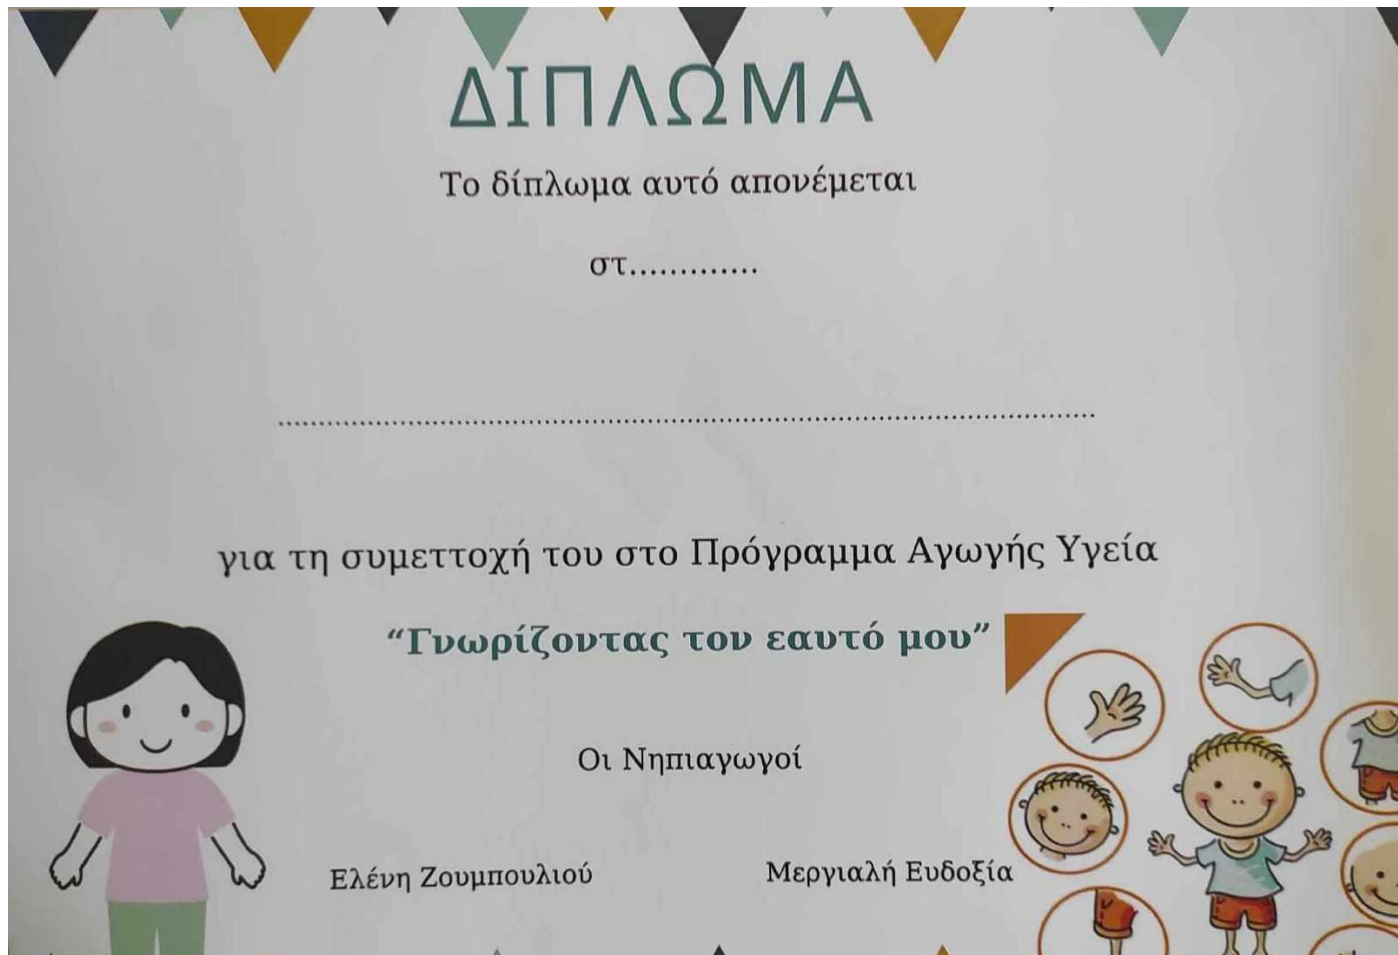 ΔΙΠΛΩΜΑ
Το δίπλωμα αυτό απονέμεται
στ.............
....................................................................................................
για τη συμεττοχή του στο Πρόγραμμα Αγωγής Υγεία
“Γνωρίζοντας τον εαυτό μου”
Οι Νηπιαγωγοί
Ελένη Ζουμπουλιού Μεργιαλή Ευδοξία